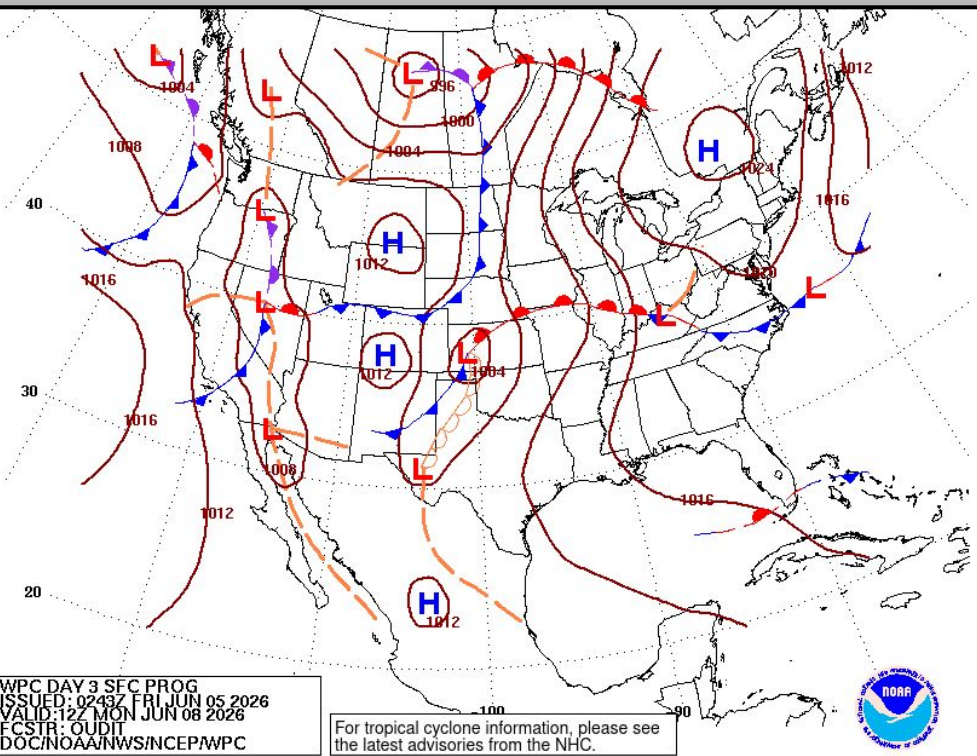 L
1004
L
L
996
1012
1000
1008
H
1004
1024
40
L
1016
H
1012
1016
1020
L
L
L
H
L
1012
1004
30
1016
L
L
1008
1016
1012
20
H
1012
-100
-90
WPC DAY 3 SFC PROG
ISSUED: 0243Z FRI JUN 05 2026
VALID:12Z MON JUN 08 2026
FCSTR: OUDIT
DOC/NOAA/NWS/NCEP/WPC
For tropical cyclone information, please see
the latest advisories from the NHC.
NOAA